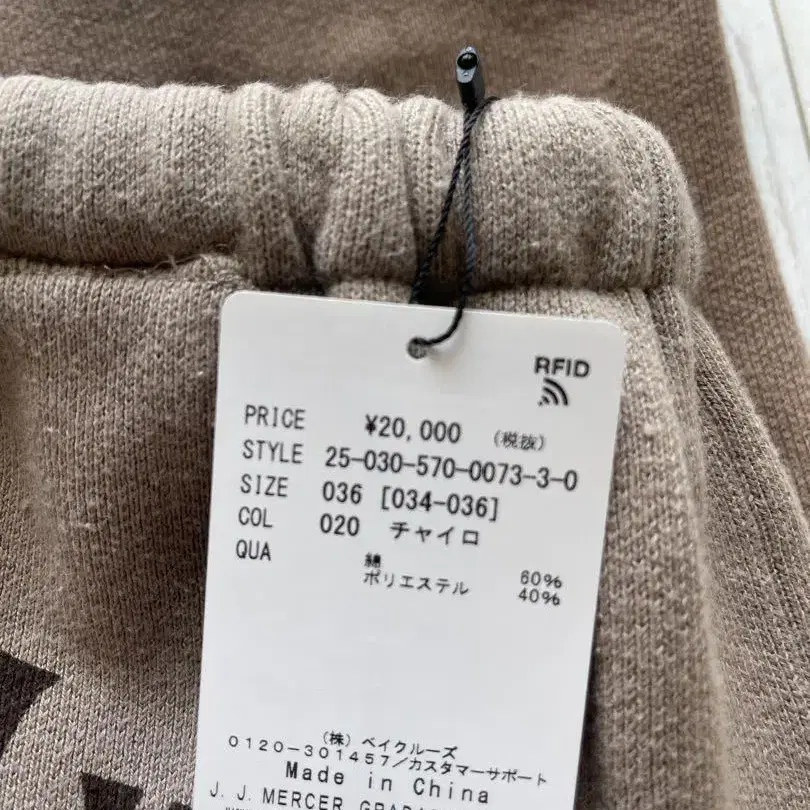 RFID
PRICE ¥20,000 (税抜)
STYLE 25-030-570-0073-3-0
SIZE 036 [034-036]
COL 020 チャイロ
QUA 綿 60%
ポリエステル 40%
(株)ベイクルーズ
0120-301457/カスタマーサポート
Made in China
J.J.MERCER